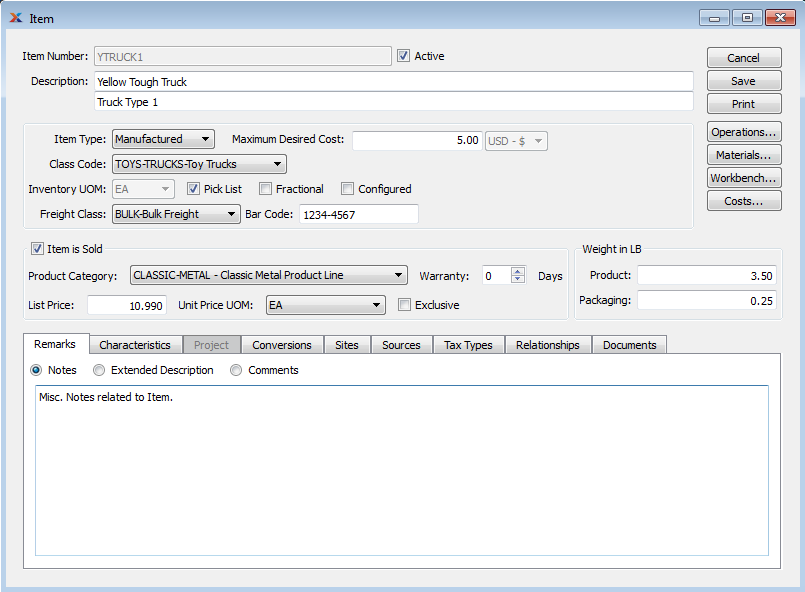 Item
Item Number: YTRUCK1 Active Cancel
Description: Yellow Tough Truck Save
Truck Type 1 Print
Item Type: Manufactured Maximum Desired Cost: 5.00 USD - $ Operations...
Class Code: TOYS-TRUCKS-Toy Trucks Materials...
Inventory UOM: EA Pick List Fractional Configured Workbench...
Freight Class: BULK-Bulk Freight Bar Code: 1234-4567 Costs...
Item is Sold Weight in LB
Product Category: CLASSIC-METAL - Classic Metal Product Line Warranty: 0 Days Product: 3.50
List Price: 10.990 Unit Price UOM: EA Exclusive Packaging: 0.25
Remarks Characteristics Project Conversions Sites Sources Tax Types Relationships Documents
Notes Extended Description Comments
Misc. Notes related to Item.